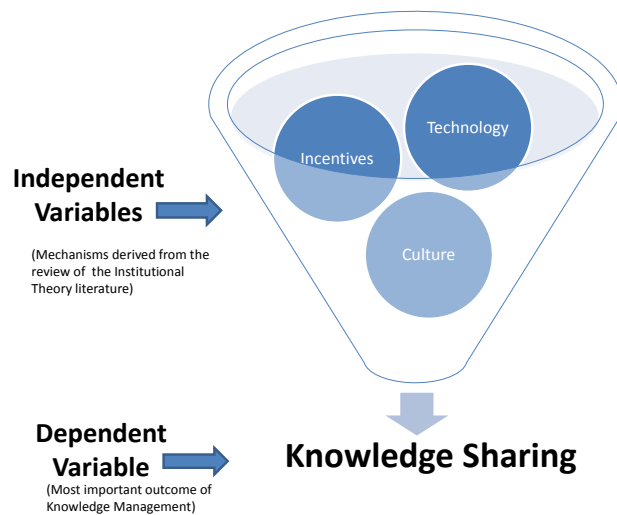 Technology
Incentives
Culture
Independent
Variables
(Mechanisms derived from the
review of  the Institutional
Theory literature)
Dependent
Variable
(Most important outcome of
Knowledge Management)
Knowledge Sharing